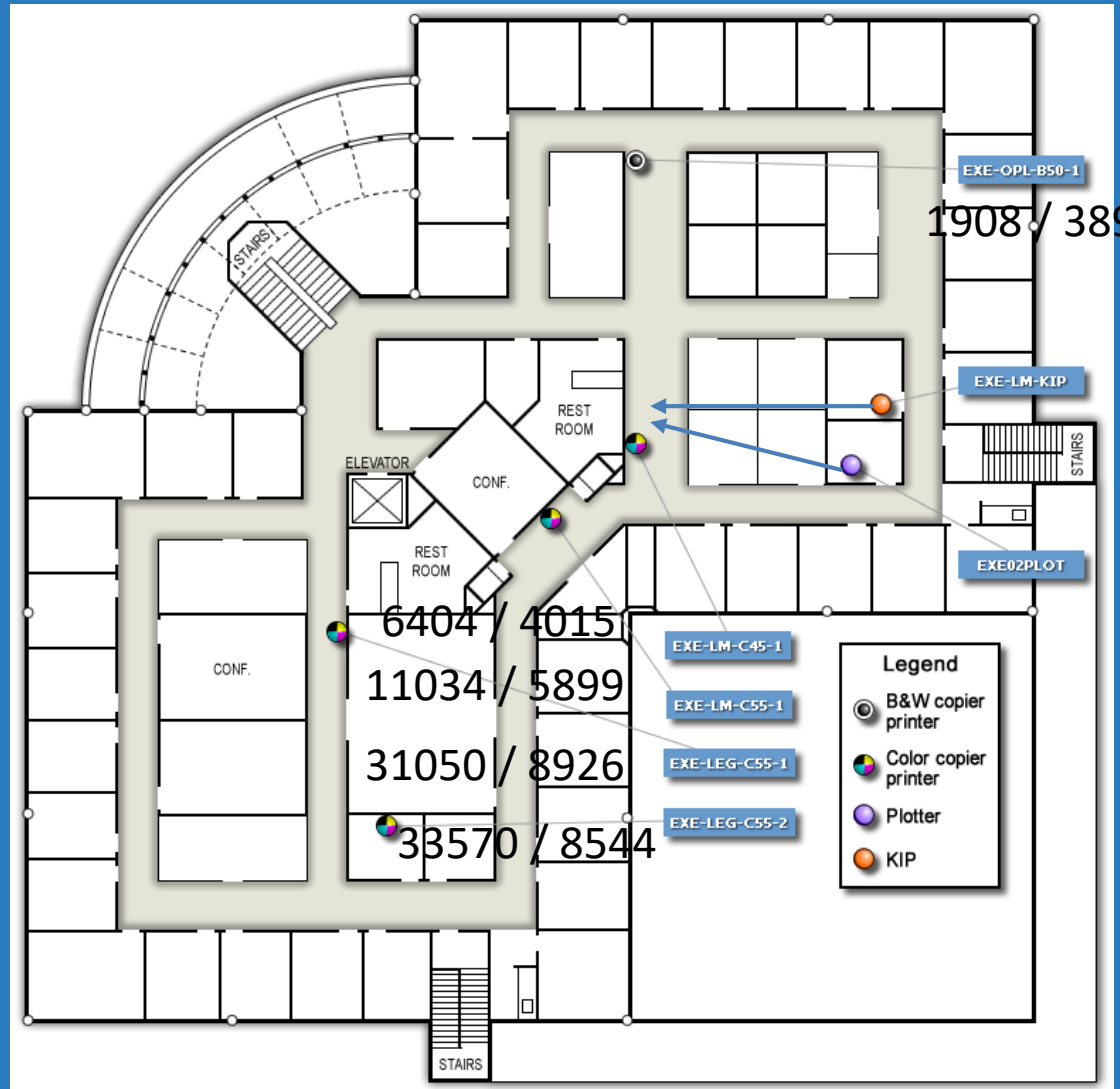 EXE-OPL-B50-1
1908 / 389
STAIRS
EXE-LM-KIP
REST
ROOM
STAIRS
ELEVATOR
CONF.
REST
ROOM
EXE02PLOT
6404 / 4015
EXE-LM-C45-1
CONF.
11034 / 5899
EXE-LM-C55-1
31050 / 8926
EXE-LEG-C55-1
33570 / 8544
EXE-LEG-C55-2
Legend
B&W copier
printer
Color copier
printer
Plotter
KIP
STAIRS